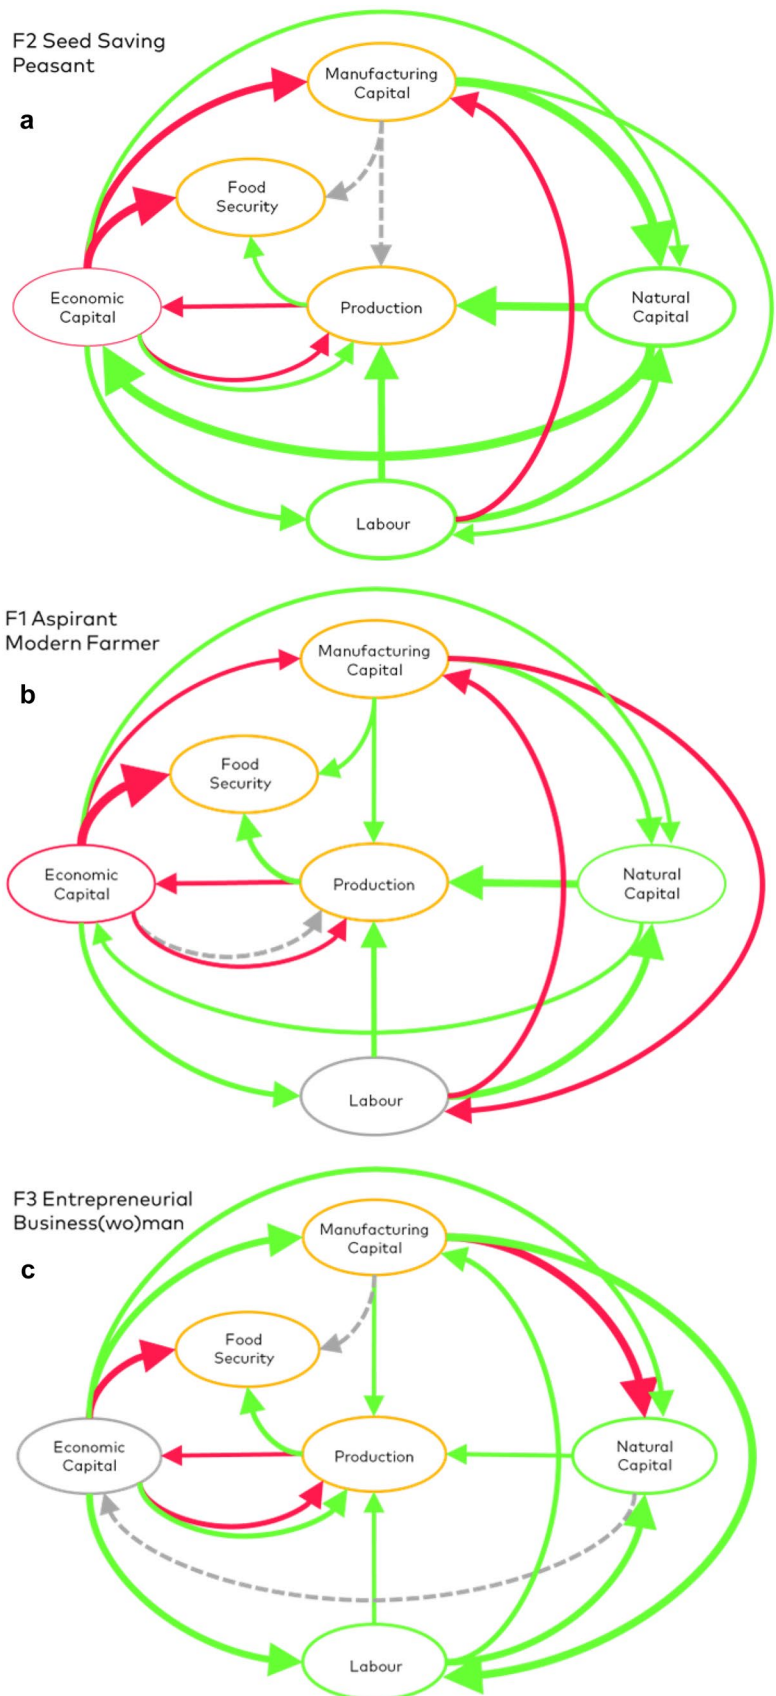 F2 Seed Saving
Peasant
a
Manufacturing
Capital
Food
Security
Economic
Capital
Production
Natural
Capital
Labour
F1 Aspirant
Modern Farmer
b
Manufacturing
Capital
Food
Security
Economic
Capital
Production
Natural
Capital
Labour
F3 Entrepreneurial
Business(wo)man
c
Manufacturing
Capital
Food
Security
Economic
Capital
Production
Natural
Capital
Labour